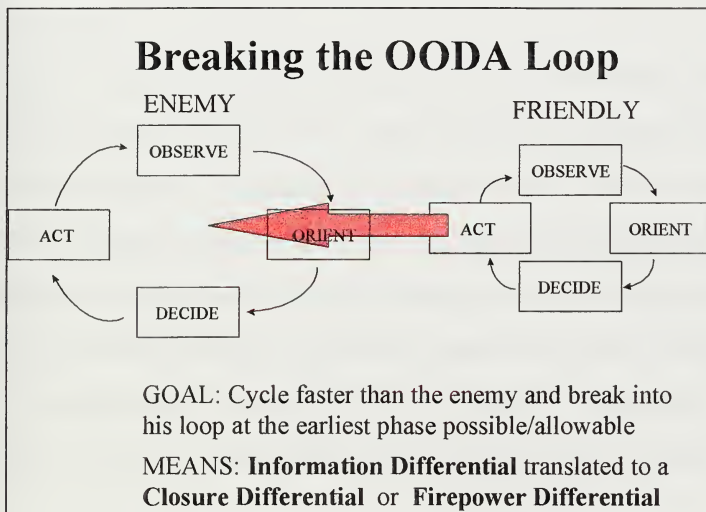 Breaking the OODA Loop
ENEMY
OBSERVE
ORIENT
DECIDE
ACT
FRIENDLY
OBSERVE
ORIENT
DECIDE
ACT
GOAL: Cycle faster than the enemy and break into
his loop at the earliest phase possible/allowable
MEANS: Information Differential translated to a
Closure Differential or Firepower Differential